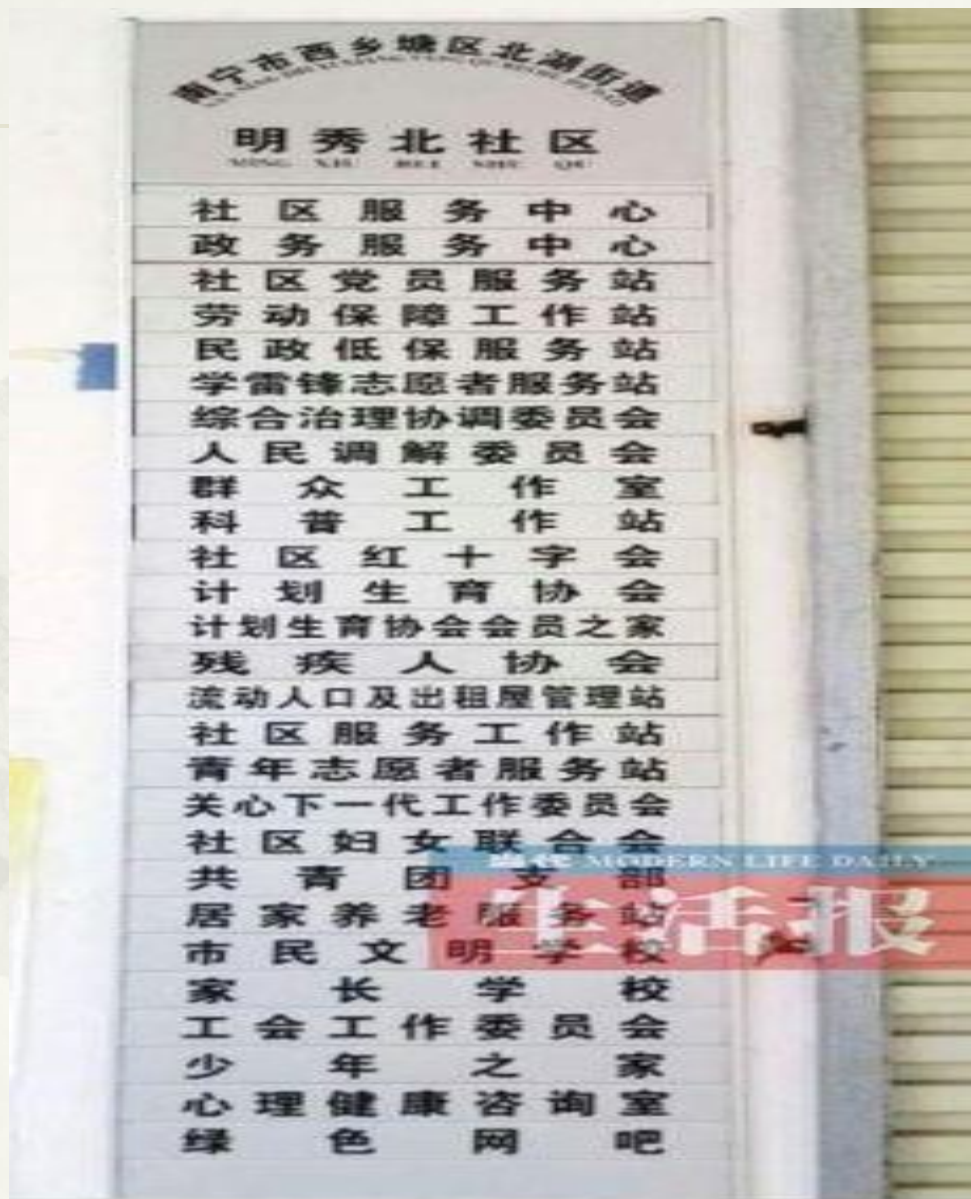 南宁市西乡塘区北湖街道
明秀北社区
MING XIU BEI SHE QU
社区服务中心
政务服务中心
社区党员服务站
劳动保障工作站
民政低保服务站
学雷锋志愿者服务站
综合治理协调委员会
人民调解委员会
群众工作室
科普工作站
社区红十字会
计划生育协会
计划生育协会会员之家
残疾人协会
流动人口及出租屋管理站
社区服务工作站
青年志愿者服务站
关心下一代工作委员会
社区妇女联合会
当代 MODERN LIFE DAILY
共青团支部
居家养老服务站
生活报
市民文明学校
家长学校
工会工作委员会
少年之家
心理健康咨询室
绿色网吧